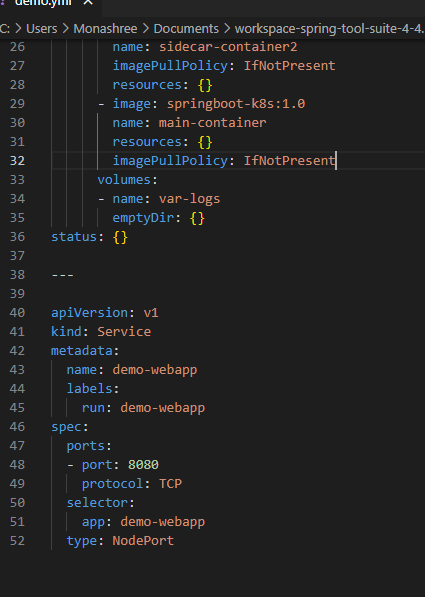 demo.yml ×
C: > Users > Monashree > Documents > workspace-spring-tool-suite-4-4.
26 name: sidecar-container2
27 imagePullPolicy: IfNotPresent
28 resources: {}
29 - image: springboot-k8s:1.0
30 name: main-container
31 resources: {}
32 imagePullPolicy: IfNotPresent
33 volumes:
34 - name: var-logs
35 emptyDir: {}
36 status: {}
37
38 ---
39
40 apiVersion: v1
41 kind: Service
42 metadata:
43 name: demo-webapp
44 labels:
45 run: demo-webapp
46 spec:
47 ports:
48 - port: 8080
49 protocol: TCP
50 selector:
51 app: demo-webapp
52 type: NodePort